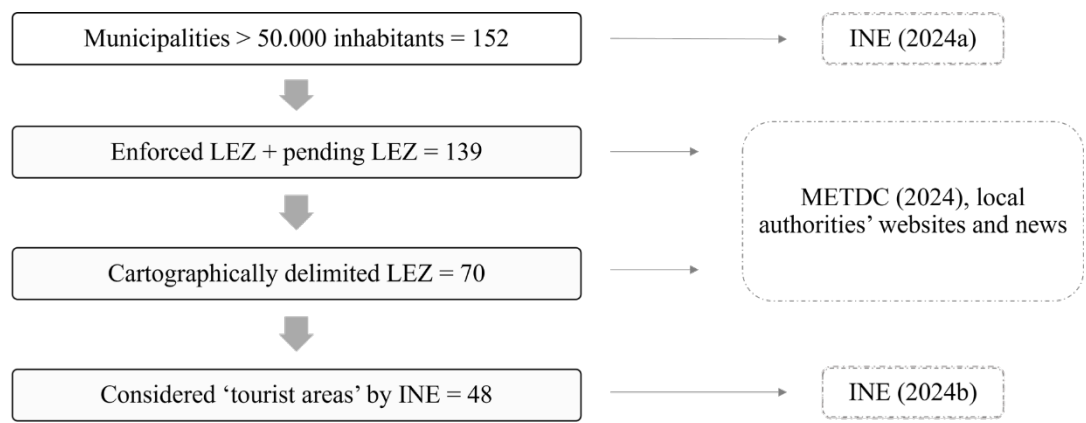 Municipalities > 50.000 inhabitants = 152
INE (2024a)
Enforced LEZ + pending LEZ = 139
METDC (2024), local
authorities’ websites and news
Cartographically delimited LEZ = 70
Considered ‘tourist areas’ by INE = 48
INE (2024b)